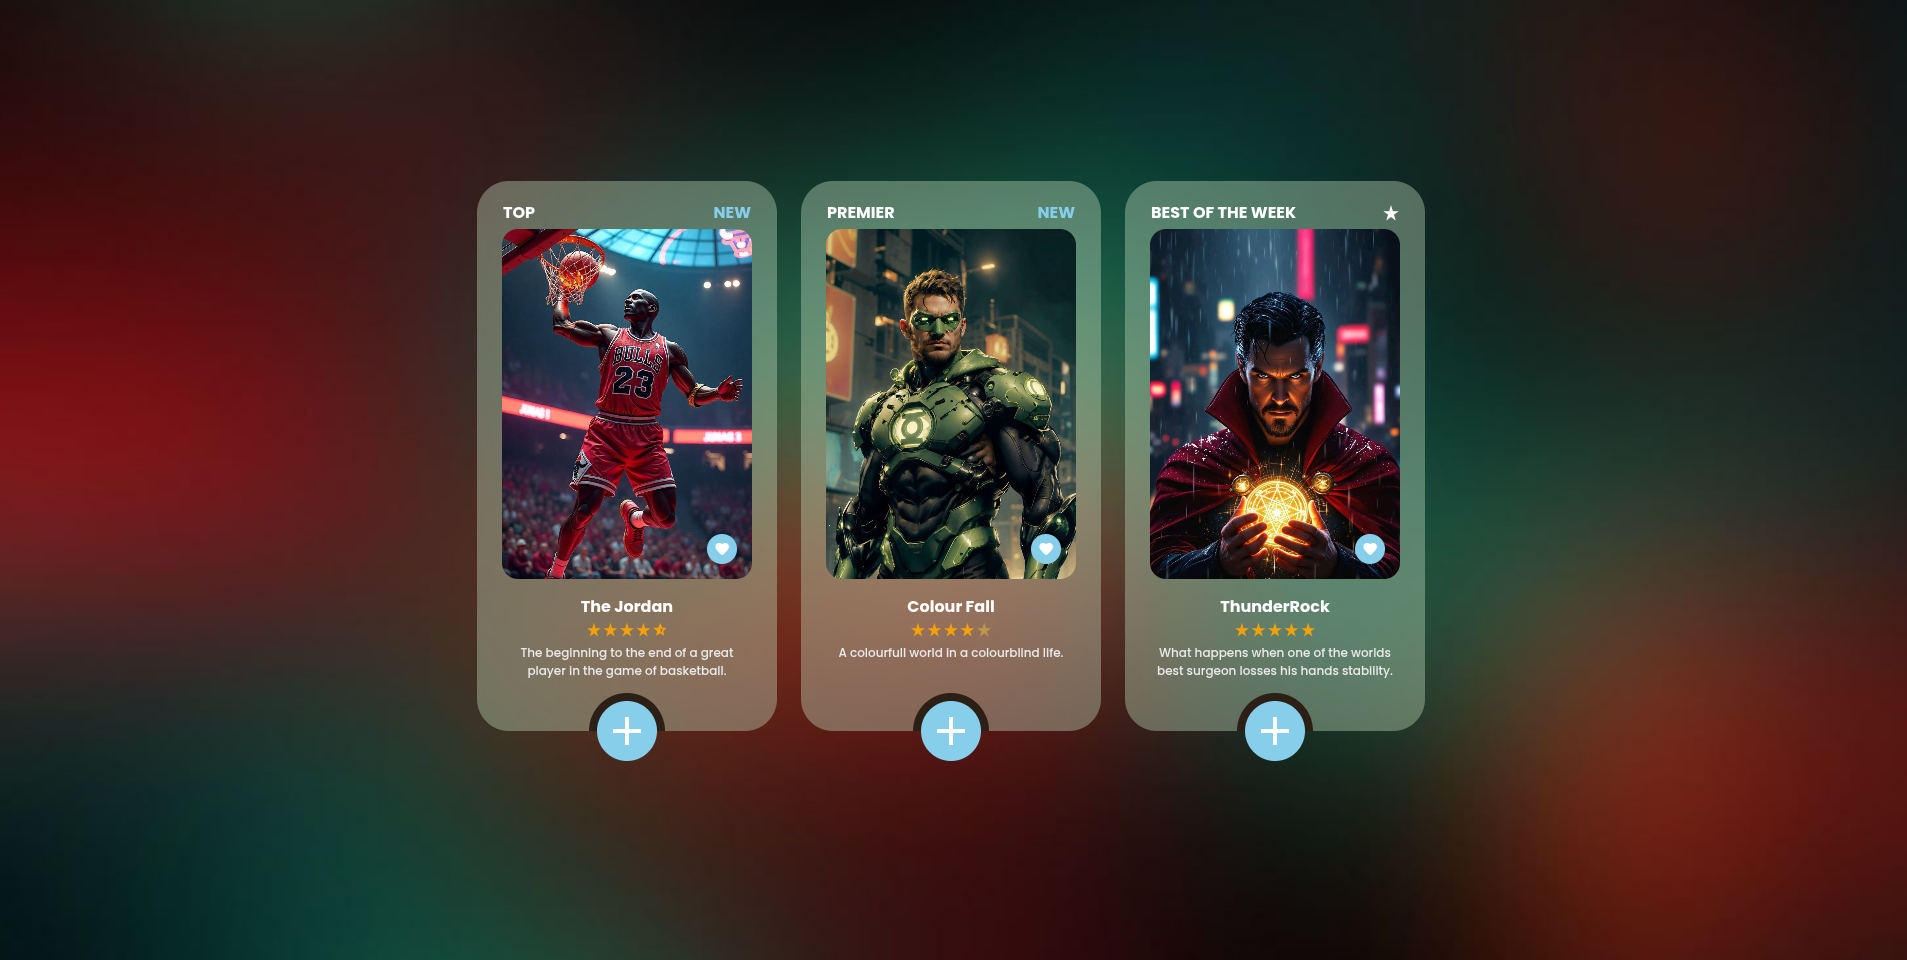 TOP
NEW
BULLS
23
The Jordan
The beginning to the end of a great
player in the game of basketball.
PREMIER
NEW
Colour Fall
A colourfull world in a colourblind life.
BEST OF THE WEEK
ThunderRock
What happens when one of the worlds
best surgeon losses his hands stability.